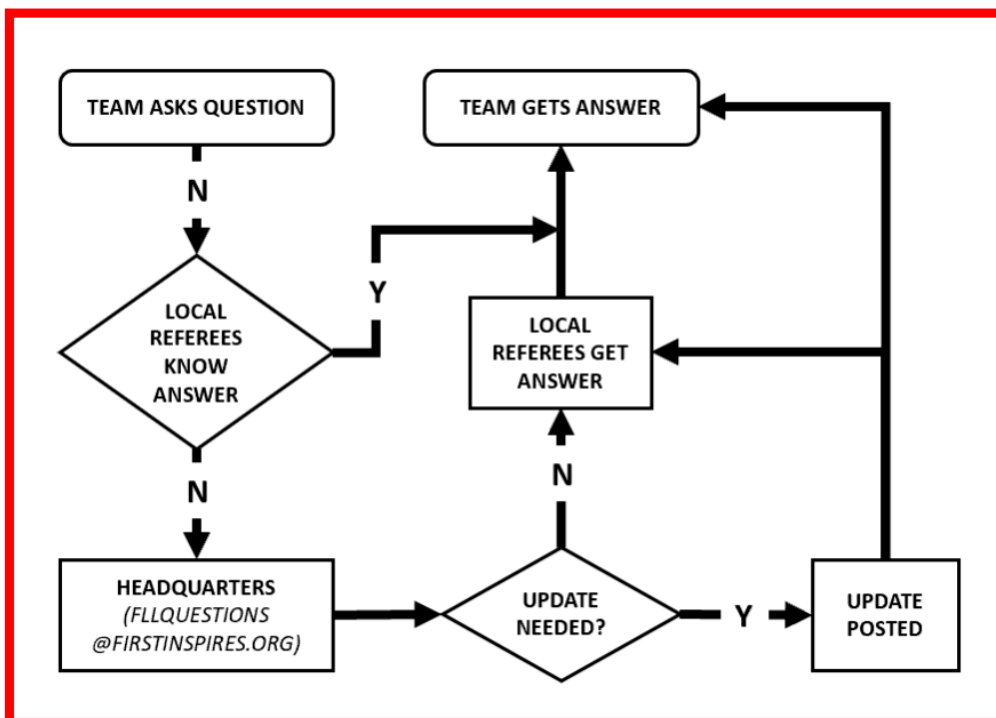 TEAM ASKS QUESTION
TEAM GETS ANSWER
N
LOCAL
REFEREES
KNOW
ANSWER
Y
LOCAL
REFEREES GET
ANSWER
N
N
HEADQUARTERS
(FLLQUESTIONS
@FIRSTINSPIRES.ORG)
UPDATE
NEEDED?
Y
UPDATE
POSTED